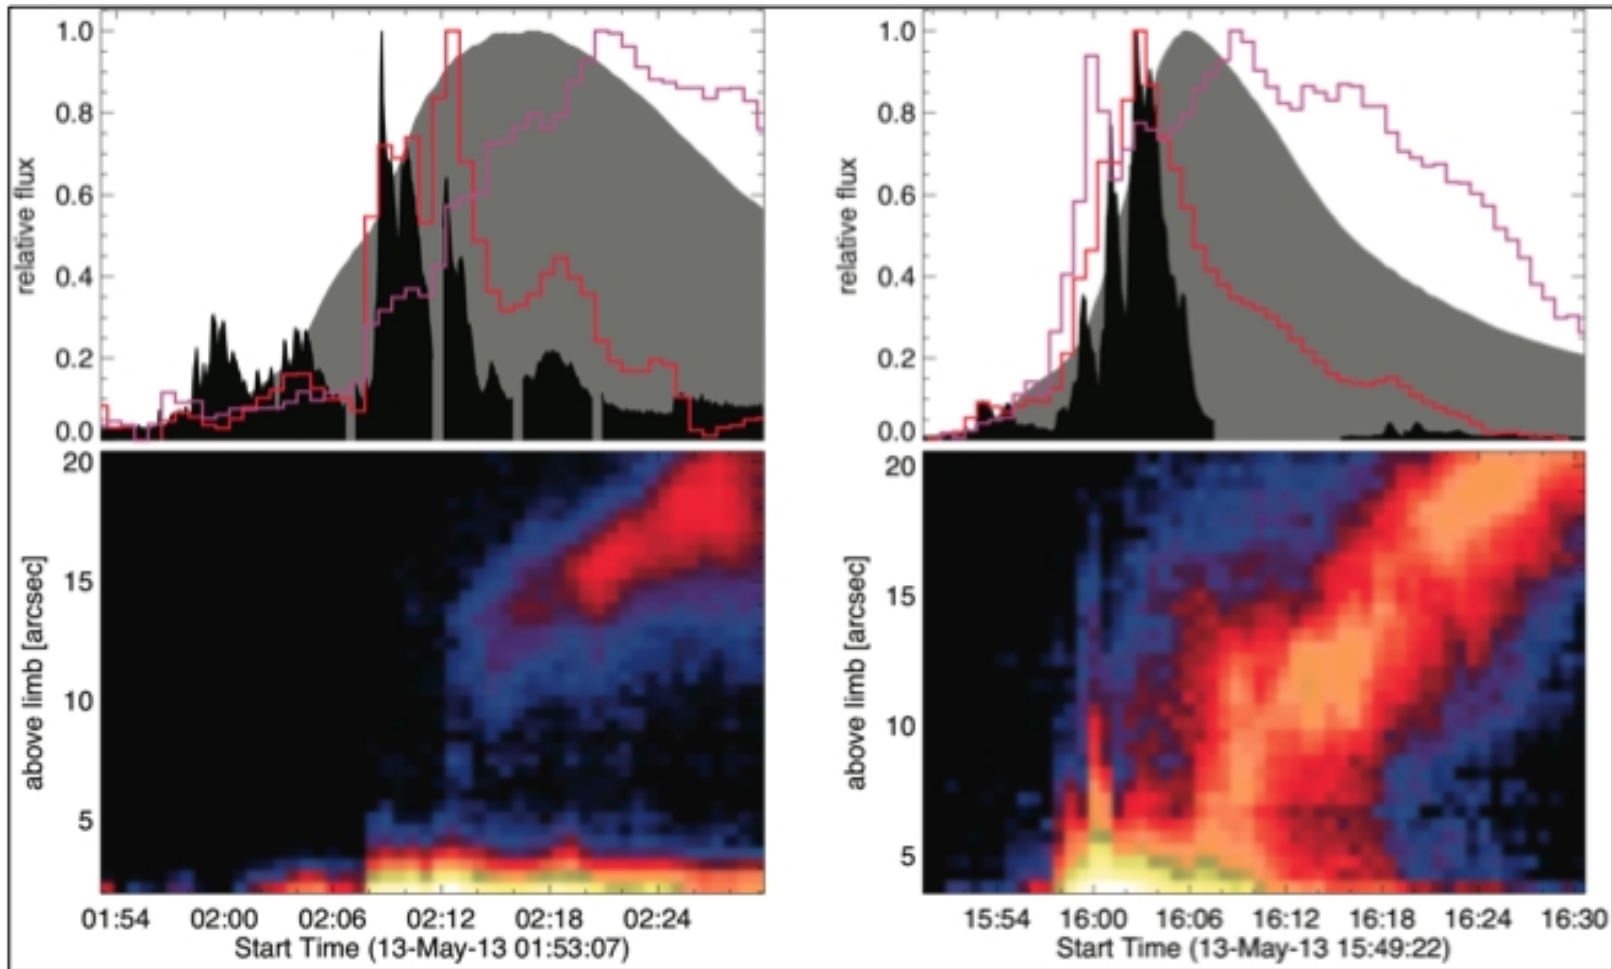 1.0
0.8
0.6
0.4
0.2
0.0
relative flux
1.0
0.8
0.6
0.4
0.2
0.0
relative flux
20
15
10
5
above limb [arcsec]
01:54 02:00 02:06 02:12 02:18 02:24
Start Time (13-May-13 01:53:07)
20
15
10
5
above limb [arcsec]
15:54 16:00 16:06 16:12 16:18 16:24 16:30
Start Time (13-May-13 15:49:22)